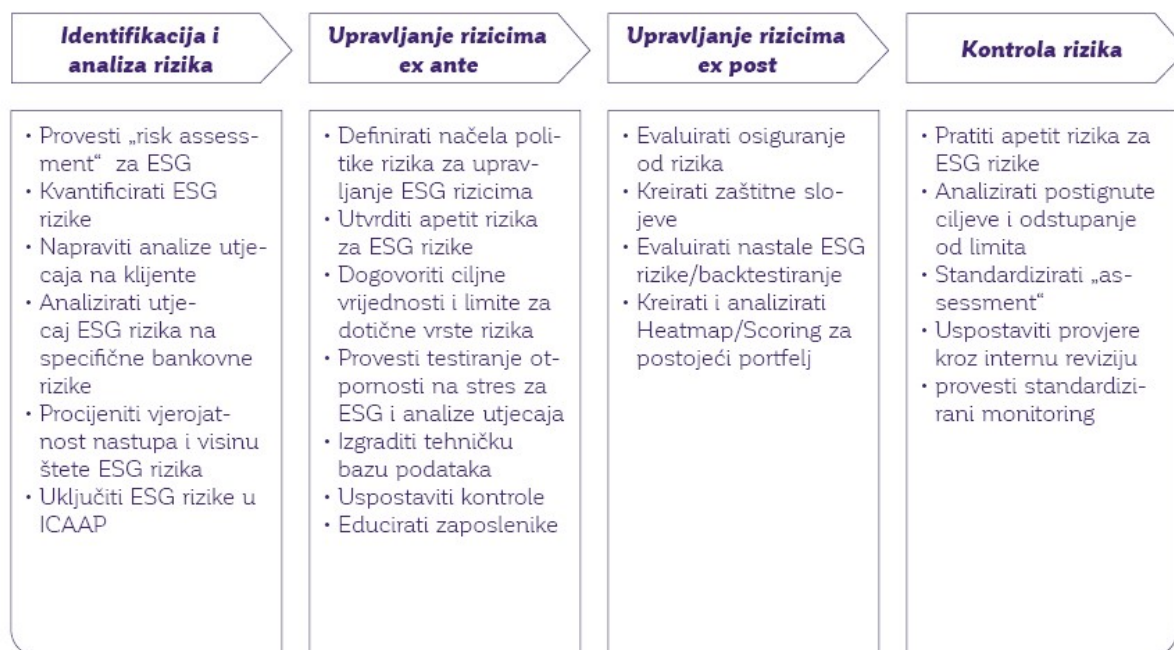 Identifikacija i
analiza rizika
Upravljanje rizicima
ex ante
Upravljanje rizicima
ex post
Kontrola rizika
• Provesti „risk assess-
ment“ za ESG
• Kvantificirati ESG
rizike
• Napraviti analize utje-
caja na klijente
• Analizirati utje-
caj ESG rizika na
specifične bankovne
rizike
• Procijeniti vjerojat-
nost nastupa i visinu
štete ESG rizika
• Uključiti ESG rizike u
ICAAP
• Definirati načela poli-
tike rizika za uprav-
ljanje ESG rizicima
• Utvrditi apetit rizika
za ESG rizike
• Dogovoriti ciljne
vrijednosti i limite za
dotične vrste rizika
• Provesti testiranje ot-
pornosti na stres za
ESG i analize utjecaja
• Izgraditi tehničku
bazu podataka
• Uspostaviti kontrole
• Educirati zaposlenike
• Evaluirati osiguranje
od rizika
• Kreirati zaštitne slo-
jeve
• Evaluirati nastale ESG
rizike/backtestiranje
• Kreirati i analizirati
Heatmap/Scoring za
postojeći portfelj
• Pratiti apetit rizika za
ESG rizike
• Analizirati postignute
ciljeve i odstupanje
od limita
• Standardizirati „as-
sessment“
• Uspostaviti provjere
kroz internu reviziju
• provesti standardizi-
rani monitoring